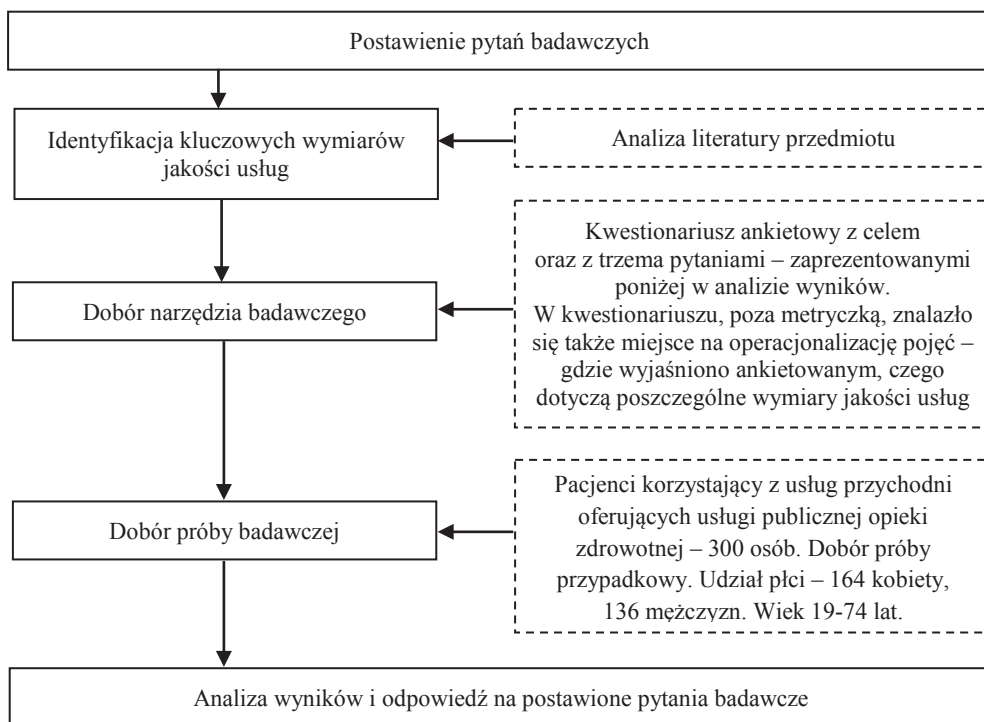 Postawienie pytań badawczych
Identyfikacja kluczowych wymiarów
jakości usług
Analiza literatury przedmiotu
Kwestionariusz ankietowy z celem
oraz z trzema pytaniami – zaprezentowanymi
poniżej w analizie wyników.
W kwestionariuszu, poza metryczką, znalazło
się także miejsce na operacjonalizację pojęć –
gdzie wyjaśniono ankietowanym, czego
dotyczą poszczególne wymiary jakości usług
Dobór narzędzia badawczego
Pacjenci korzystający z usług przychodni
oferujących usługi publicznej opieki
zdrowotnej – 300 osób. Dobór próby
przypadkowy. Udział płci – 164 kobiety,
136 mężczyzn. Wiek 19-74 lat.
Dobór próby badawczej
Analiza wyników i odpowiedź na postawione pytania badawcze